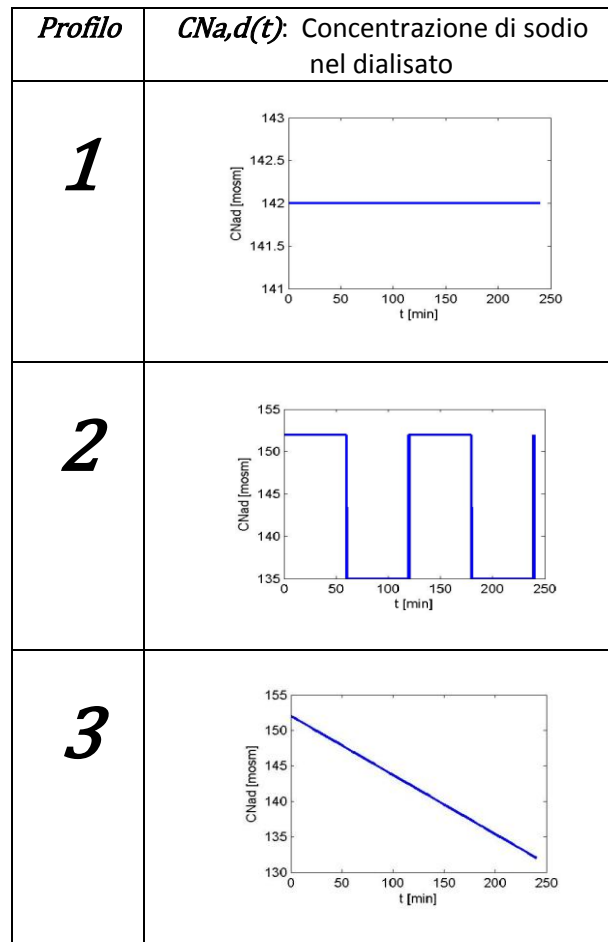 Profilo
CNa,d(t): Concentrazione di sodio
nel dialisato
1
143
142.5
142
141.5
141
CNad [mosm]
0 50 100 150 200 250
t [min]
2
155
150
145
140
135
CNad [mosm]
0 50 100 150 200 250
t [min]
3
155
150
145
140
135
130
CNad [mosm]
0 50 100 150 200 250
t [min]